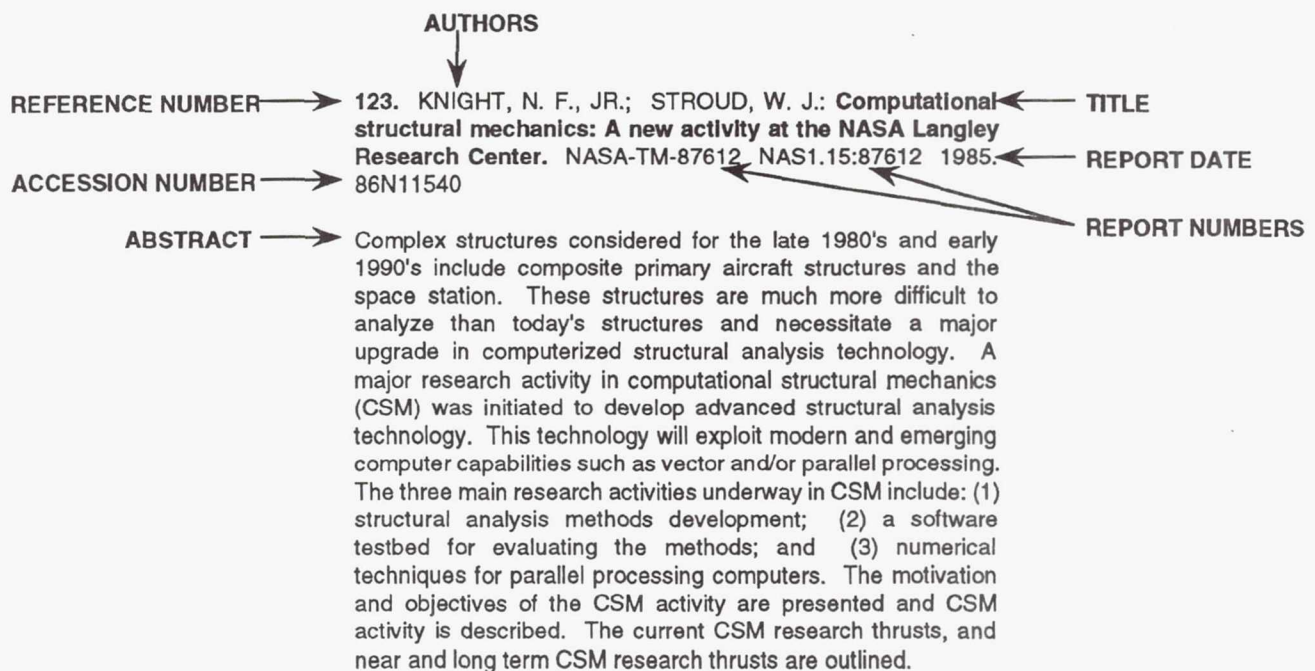 AUTHORS
REFERENCE NUMBER 123. KNIGHT, N. F., JR.; STROUD, W. J.: Computational TITLE
structural mechanics: A new activity at the NASA Langley
Research Center. NASA-TM-87612 NAS1.15:87612 1985. REPORT DATE
ACCESSION NUMBER 86N11540
REPORT NUMBERS
ABSTRACT Complex structures considered for the late 1980's and early
1990's include composite primary aircraft structures and the
space station. These structures are much more difficult to
analyze than today's structures and necessitate a major
upgrade in computerized structural analysis technology. A
major research activity in computational structural mechanics
(CSM) was initiated to develop advanced structural analysis
technology. This technology will exploit modern and emerging
computer capabilities such as vector and/or parallel processing.
The three main research activities underway in CSM include: (1)
structural analysis methods development; (2) a software
testbed for evaluating the methods; and (3) numerical
techniques for parallel processing computers. The motivation
and objectives of the CSM activity are presented and CSM
activity is described. The current CSM research thrusts, and
near and long term CSM research thrusts are outlined.